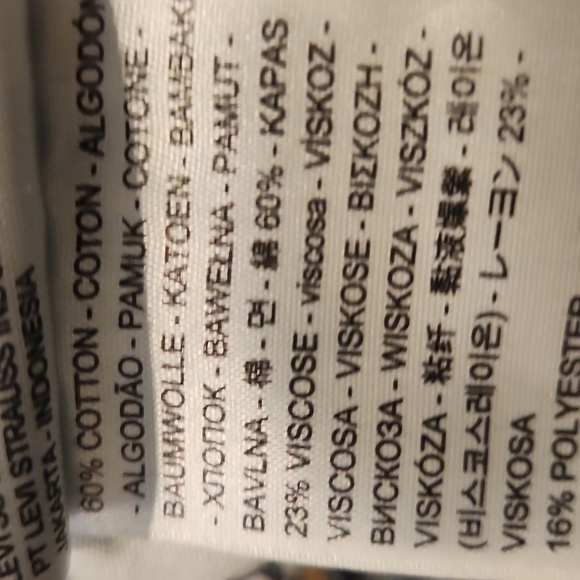 PT LEVI STRAUSS
JAKARTA - INDONESIA
60% COTTON - COTON - ALGODÓN
- ALGODÃO - PAMUK - COTONE -
BAUMWOLLE - KATOEN - ΒΑΜΒΑΚΙ
- ХЛОПОК - BAWEŁNA - PAMUT -
BAVLNA - 棉 - 면 - 綿 60% - KAPAS
23% VISCOSE - viscosa - VİSKOZ -
VISCOSA - VISKOSE - ΒΙΣΚΟΖΗ -
ВИСКОЗА - WISKOZA - VISZKÓZ -
VISKÓZA - 粘纤 - 黏液嫘縈 - 레이온
(비스코스레이온) - レーヨン 23% -
VISKOSA
16% POLYESTER